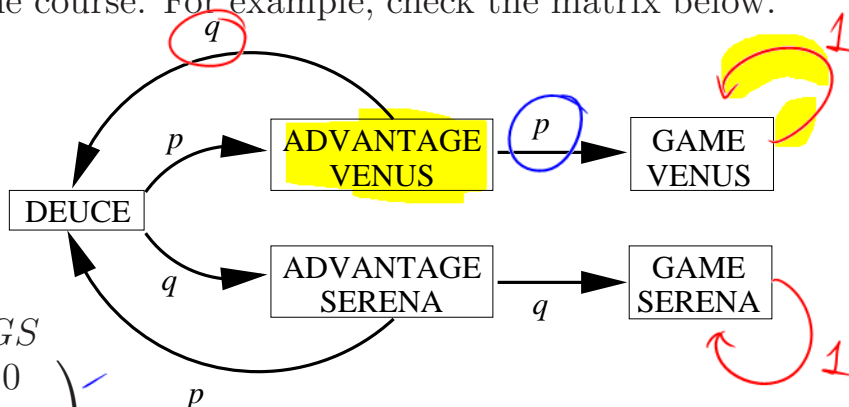 e course. For example, check the matrix below.
q
1
p
ADVANTAGE
VENUS
p
GAME
VENUS
DEUCE
q
ADVANTAGE
SERENA
q
GAME
SERENA
1
GS
0
p